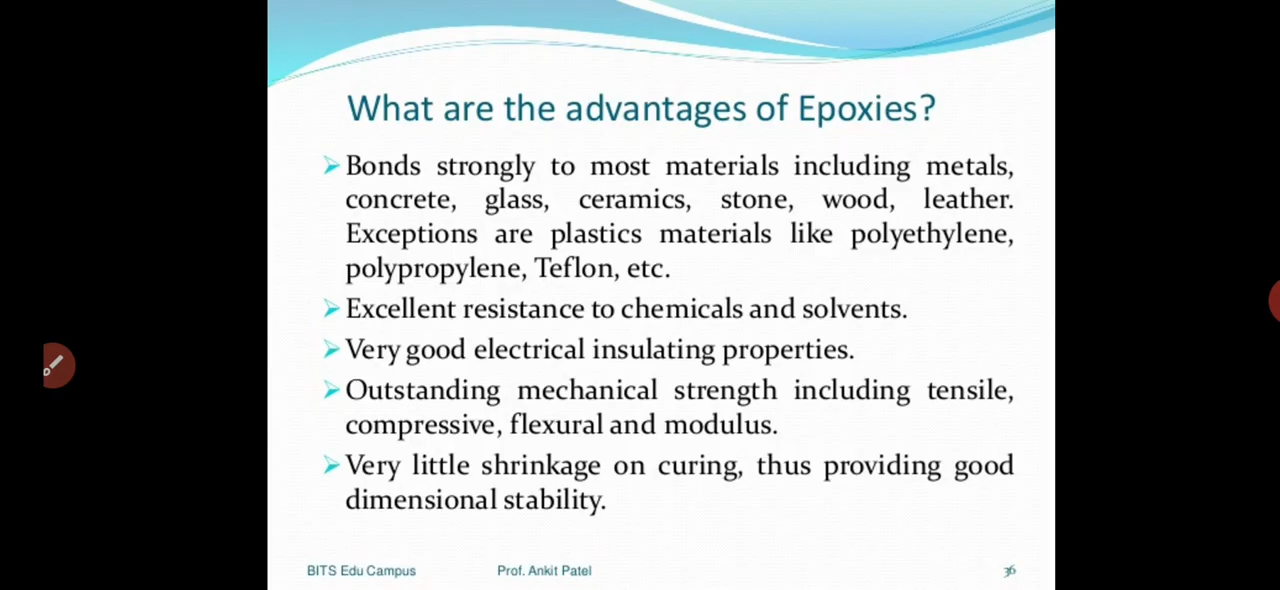 What are the advantages of Epoxies?
Bonds strongly to most materials including metals,
concrete, glass, ceramics, stone, wood, leather.
Exceptions are plastics materials like polyethylene,
polypropylene, Teflon, etc.
Excellent resistance to chemicals and solvents.
Very good electrical insulating properties.
Outstanding mechanical strength including tensile,
compressive, flexural and modulus.
Very little shrinkage on curing, thus providing good
dimensional stability.
BITS Edu Campus Prof. Ankit Patel 36